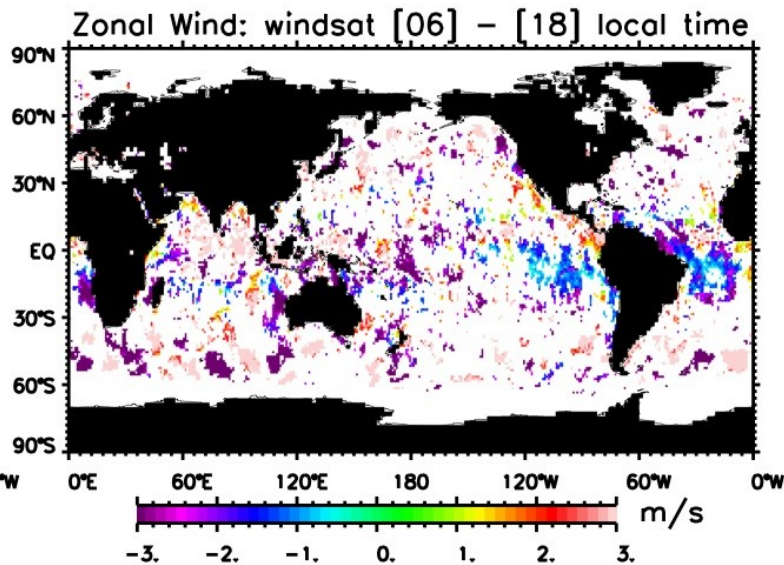 Zonal Wind: windsat [06] – [18] local time
90°N
60°N
30°N
EQ
30°S
60°S
90°S
°W 0°E 60°E 120°E 180 120°W 60°W 0°W
m/s
-3. -2. -1. 0. 1. 2. 3.